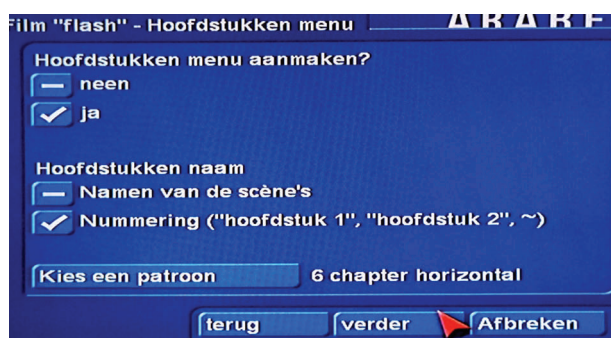 Film "flash" - Hoofdstukken menu ARABE
Hoofdstukken menu aanmaken?
neen
ja
Hoofdstukken naam
Namen van de scène's
Nummering ("hoofdstuk 1", "hoofdstuk 2", ~)
Kies een patroon 6 chapter horizontal
terug verder Afbreken